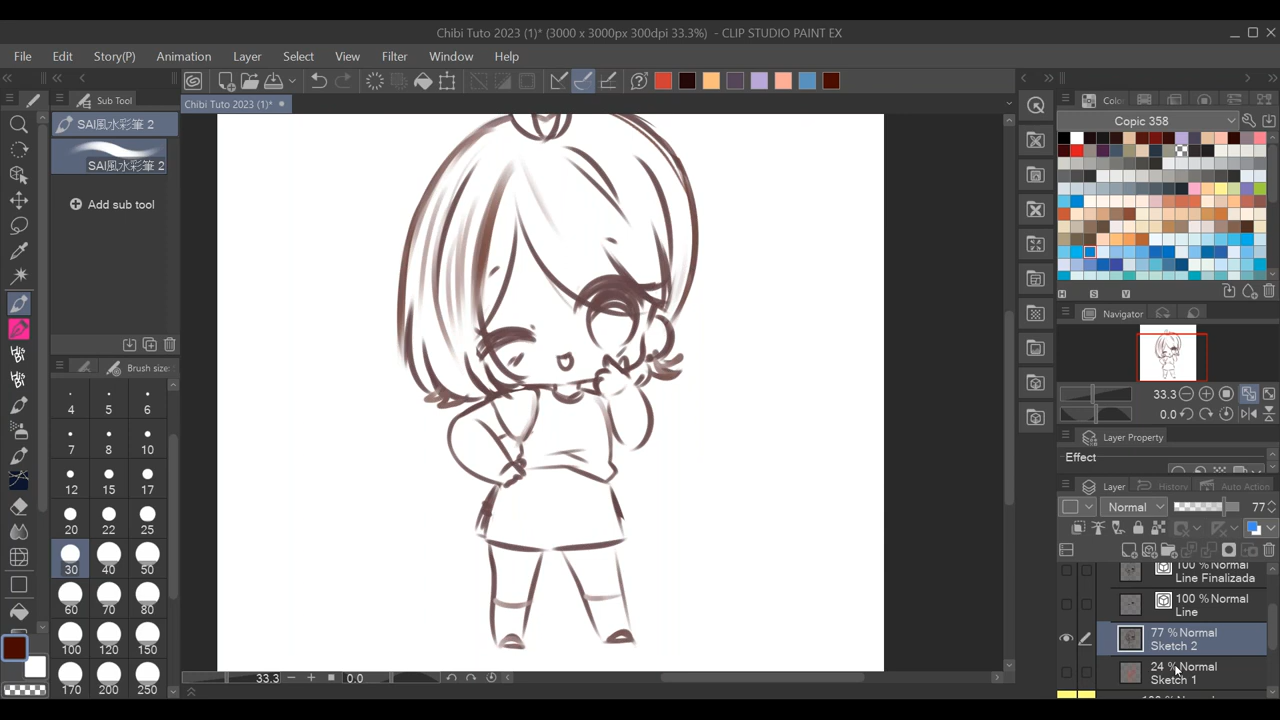 Chibi Tuto 2023 (1)* (3000 x 3000px 300dpi 33.3%) - CLIP STUDIO PAINT EX
File Edit Story(P) Animation Layer Select View Filter Window Help
Sub Tool
Chibi Tuto 2023 (1)*
SAI風水彩筆 2
SAI風水彩筆 2
Add sub tool
Brush size:
4 5 6
7 8 10
12 15 17
20 22 25
30 40 50
60 70 80
100 120 150
170 200 250
33.3 0.0
Copic 358
H S V
Navigator
33.3
0.0
Layer Property
Effect
Layer History Auto Action
Normal 77
100 % Normal
Line Finalizada
100 % Normal
Line
77 % Normal
Sketch 2
24 % Normal
Sketch 1